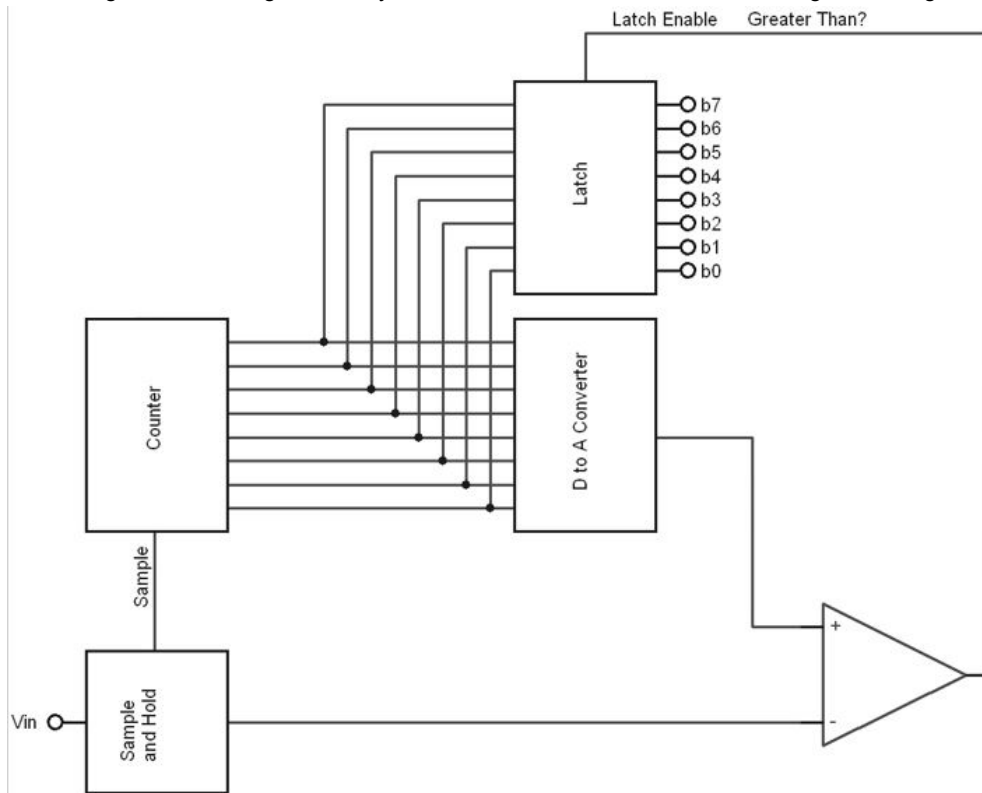 Latch Enable Greater Than?
b7
b6
b5
b4
b3
b2
b1
b0
Latch
Counter
D to A Converter
Sample
+
Vin
Sample
and Hold
-